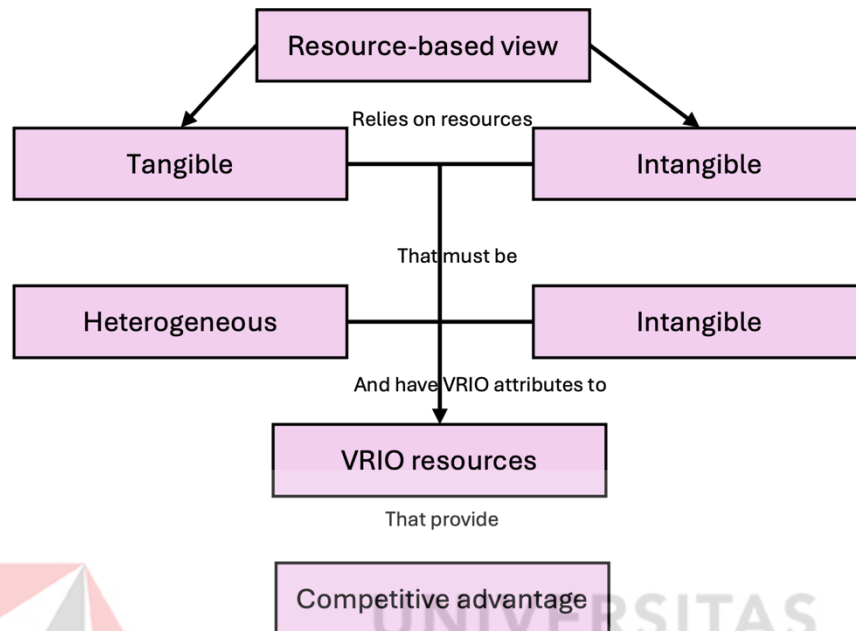 Resource-based view
Relies on resources
Tangible
Intangible
That must be
Heterogeneous
Intangible
And have VRIO attributes to
VRIO resources
That provide
Competitive advantage
UNIVERSITAS